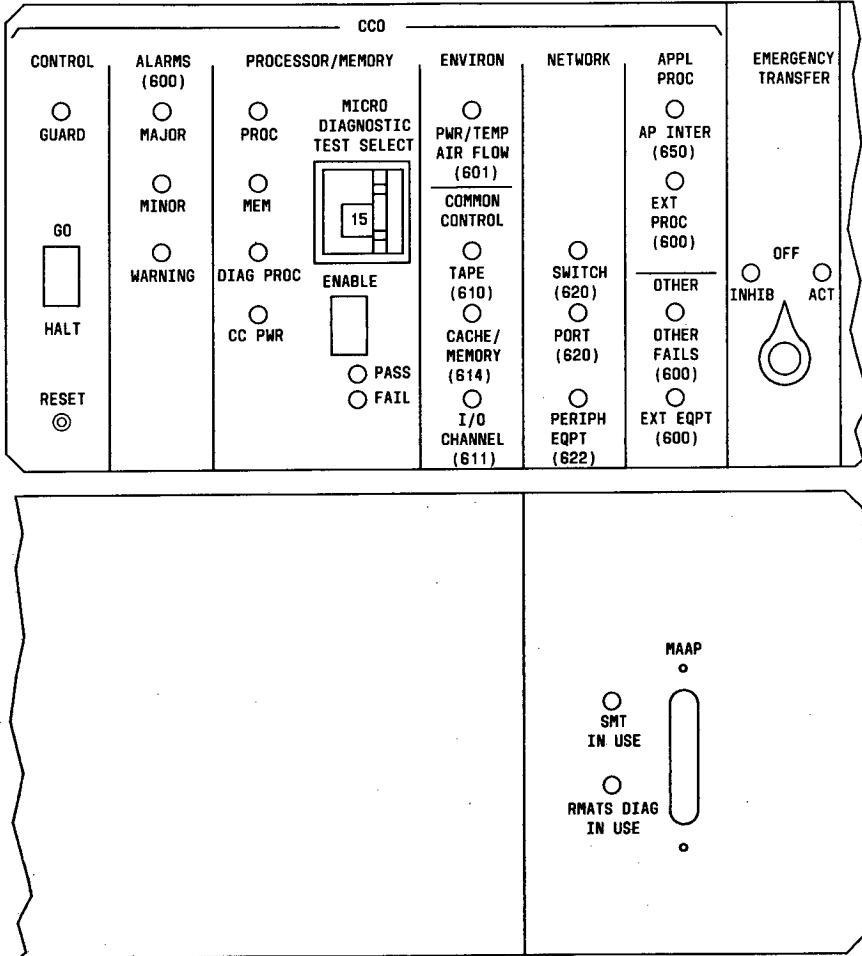 CC0
CONTROL
GUARD
GO
HALT
RESET
ALARMS
(600)
MAJOR
MINOR
WARNING
PROCESSOR/MEMORY
PROC
MEM
DIAG PROC
CC PWR
MICRO
DIAGNOSTIC
TEST SELECT
15
ENABLE
PASS
FAIL
ENVIRON
PWR/TEMP
AIR FLOW
(601)
COMMON
CONTROL
TAPE
(610)
CACHE/
MEMORY
(614)
I/O
CHANNEL
(611)
NETWORK
SWITCH
(620)
PORT
(620)
PERIPH
EQPT
(622)
APPL
PROC
AP INTER
(650)
EXT
PROC
(600)
OTHER
OTHER
FAILS
(600)
EXT EQPT
(600)
EMERGENCY
TRANSFER
OFF
INHIB
ACT
MAAP
SMT
IN USE
RMATS DIAG
IN USE